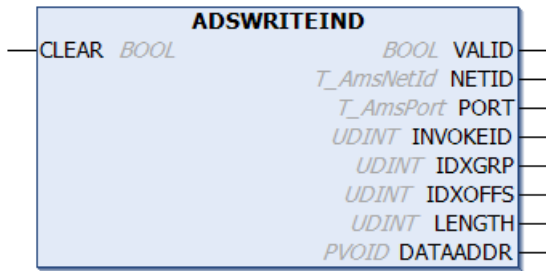 ADSWRITEIND
CLEAR BOOL BOOL VALID
T_AmsNetId NETID
T_AmsPort PORT
UDINT INVOKEID
UDINT IDXGRP
UDINT IDXOFFS
UDINT LENGTH
PVOID DATAADDR